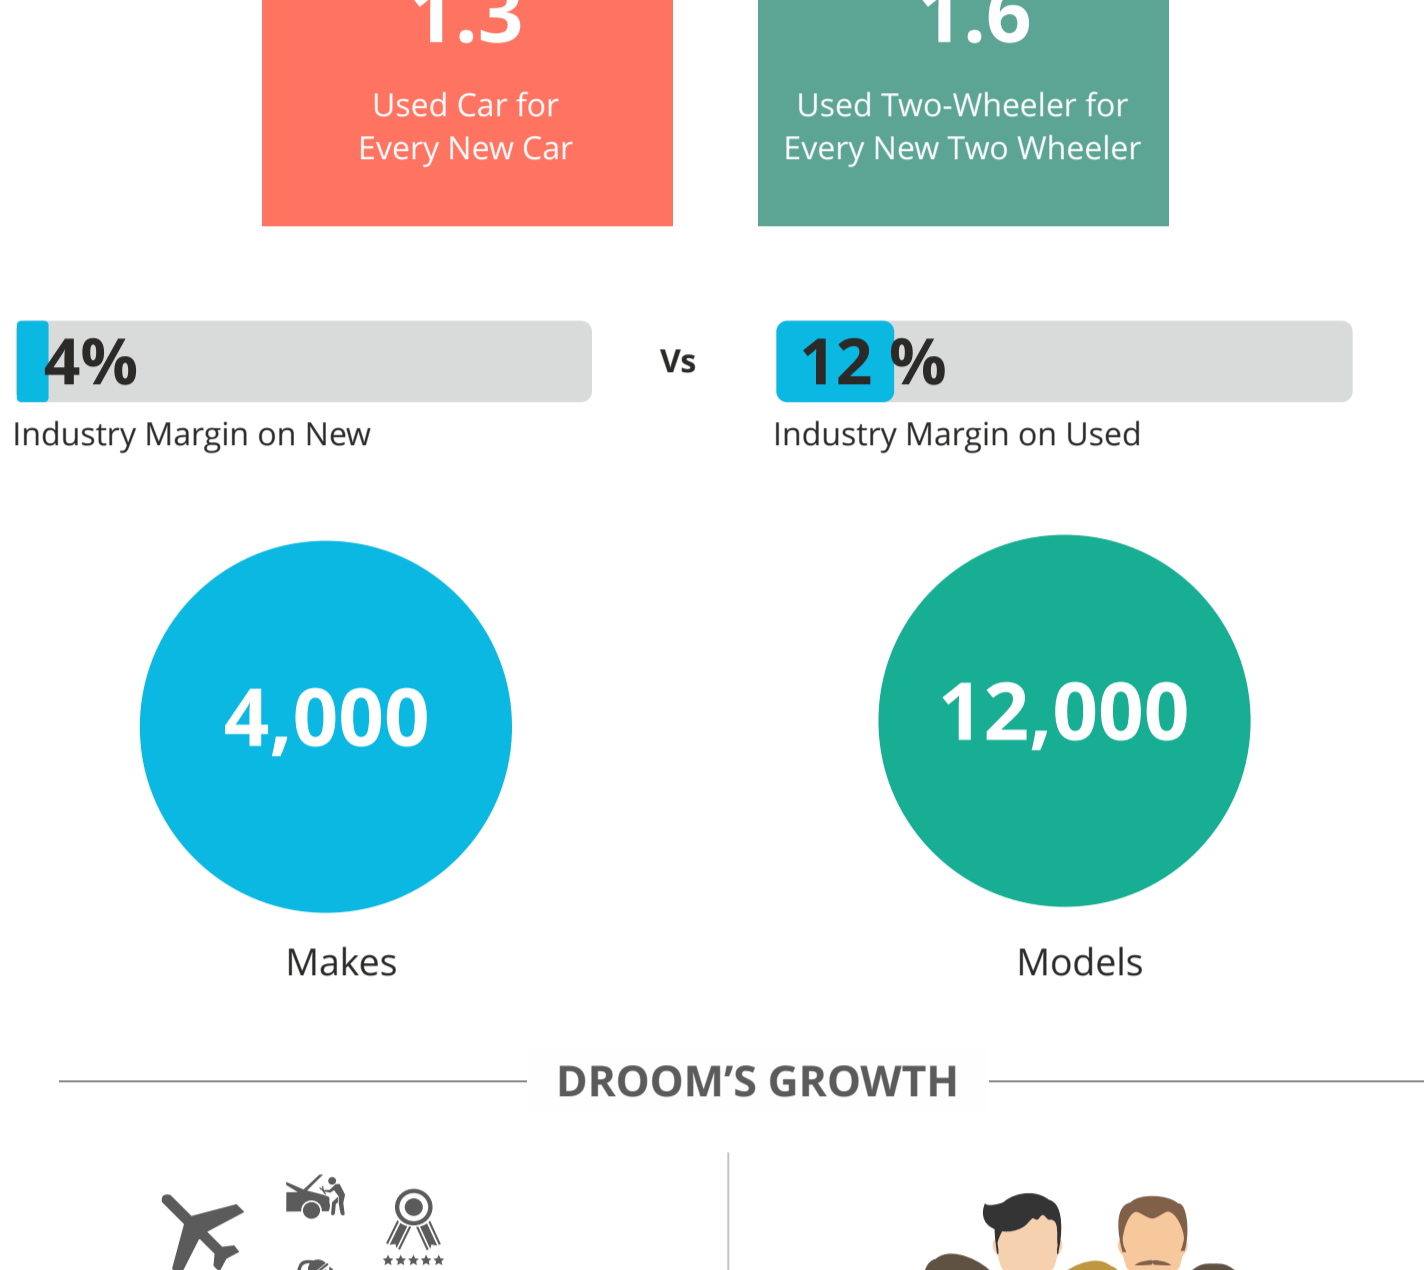 1.3
Used Car for
Every New Car
1.6
Used Two-Wheeler for
Every New Two Wheeler
4%
Industry Margin on New
Vs
12 %
Industry Margin on Used
4,000
Makes
12,000
Models
DROOM’S GROWTH